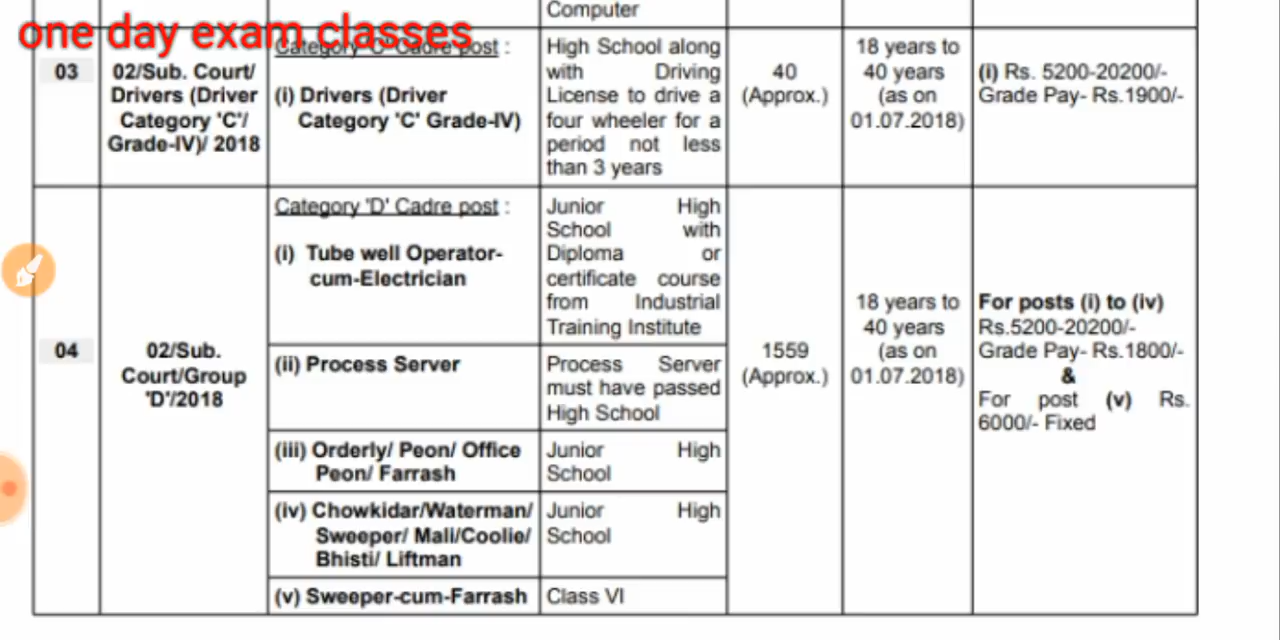 one day exam classes
Computer
03
02/Sub. Court/
Drivers (Driver
Category 'C'/
Grade-IV)/ 2018
Category 'C' Cadre post :
(i) Drivers (Driver
Category 'C' Grade-IV)
High School along
with Driving
License to drive a
four wheeler for a
period not less
than 3 years
40
(Approx.)
18 years to
40 years
(as on
01.07.2018)
(i) Rs. 5200-20200/-
Grade Pay- Rs.1900/-
04
02/Sub.
Court/Group
'D'/2018
Category 'D' Cadre post :
(i) Tube well Operator-
cum-Electrician
Junior High
School with
Diploma or
certificate course
from Industrial
Training Institute
(ii) Process Server
Process Server
must have passed
High School
(iii) Orderly/ Peon/ Office
Peon/ Farrash
Junior High
School
(iv) Chowkidar/Waterman/
Sweeper/ Mali/Coolie/
Bhisti/ Liftman
Junior High
School
(v) Sweeper-cum-Farrash
Class VI
1559
(Approx.)
18 years to
40 years
(as on
01.07.2018)
For posts (i) to (iv)
Rs.5200-20200/-
Grade Pay- Rs.1800/-
&
For post (v) Rs.
6000/- Fixed